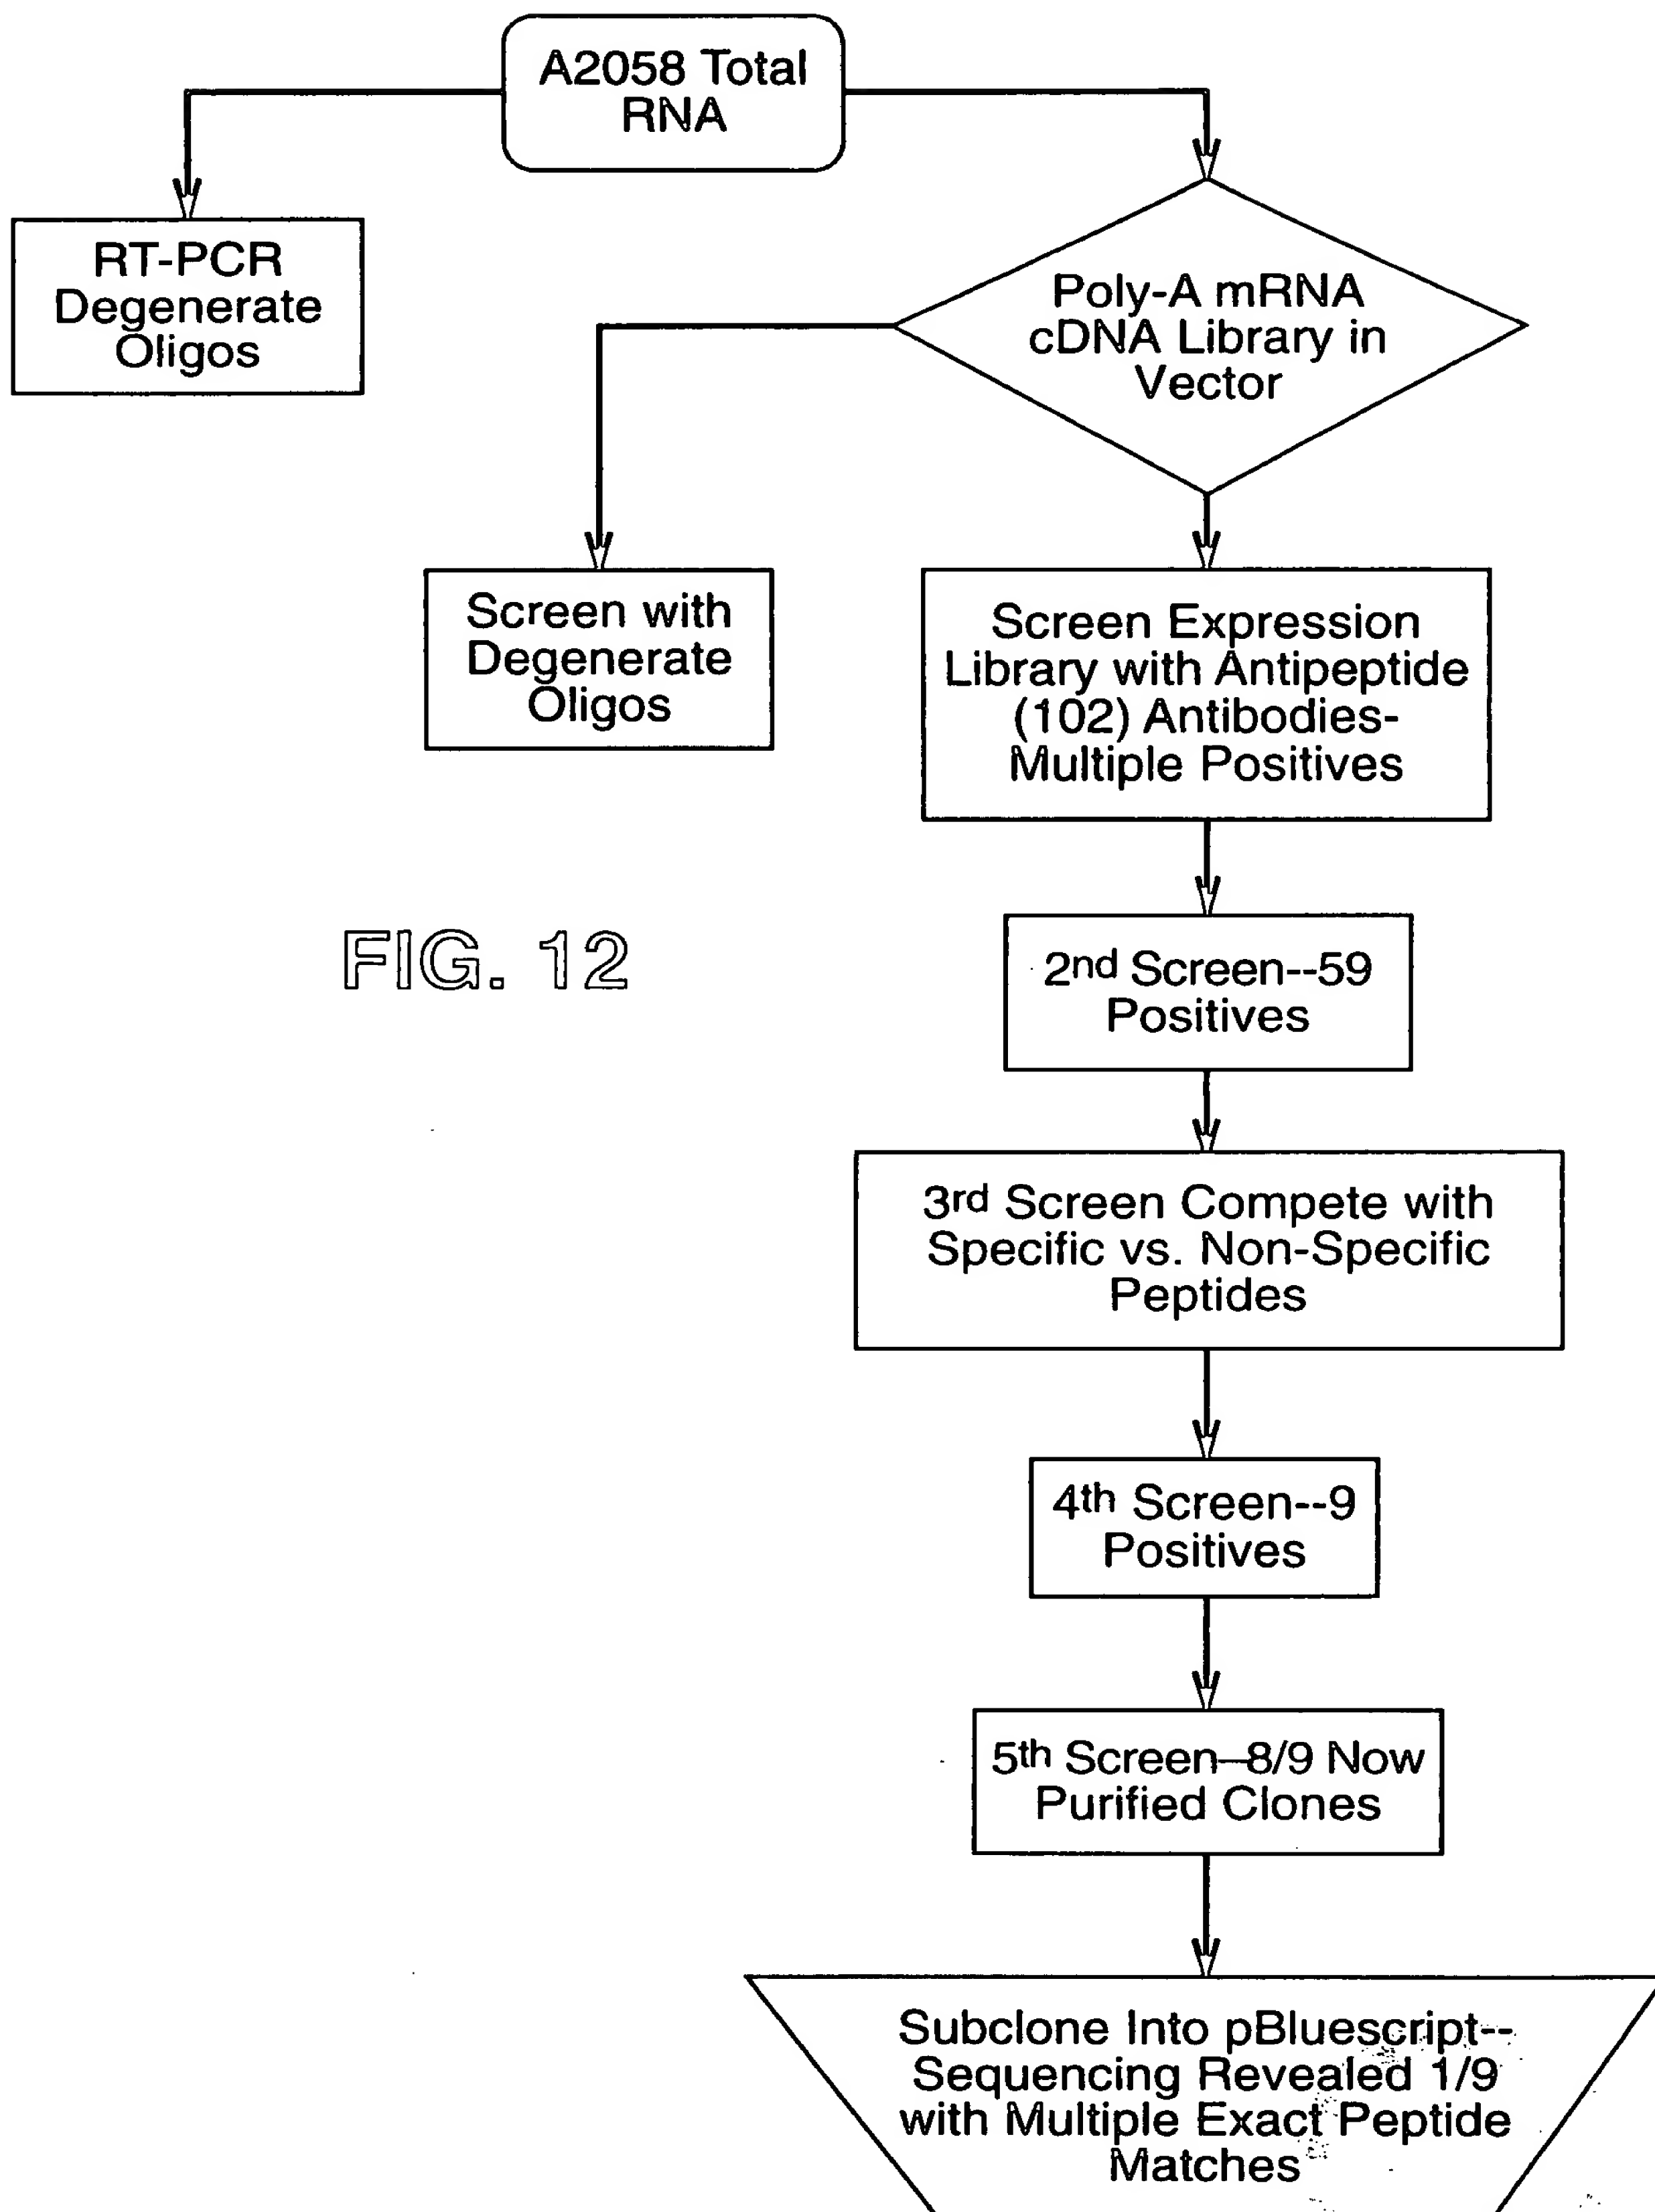 A2058 Total
RNA
RT-PCR
Degenerate
Oligos
Poly-A mRNA
cDNA Library in
Vector
Screen with
Degenerate
Oligos
Screen Expression
Library with Antipeptide
(102) Antibodies-
Multiple Positives
FIG. 12
2nd Screen--59
Positives
3rd Screen Compete with
Specific vs. Non-Specific
Peptides
4th Screen--9
Positives
5th Screen--8/9 Now
Purified Clones
Subclone Into pBluescript--
Sequencing Revealed 1/9
with Multiple Exact Peptide
Matches